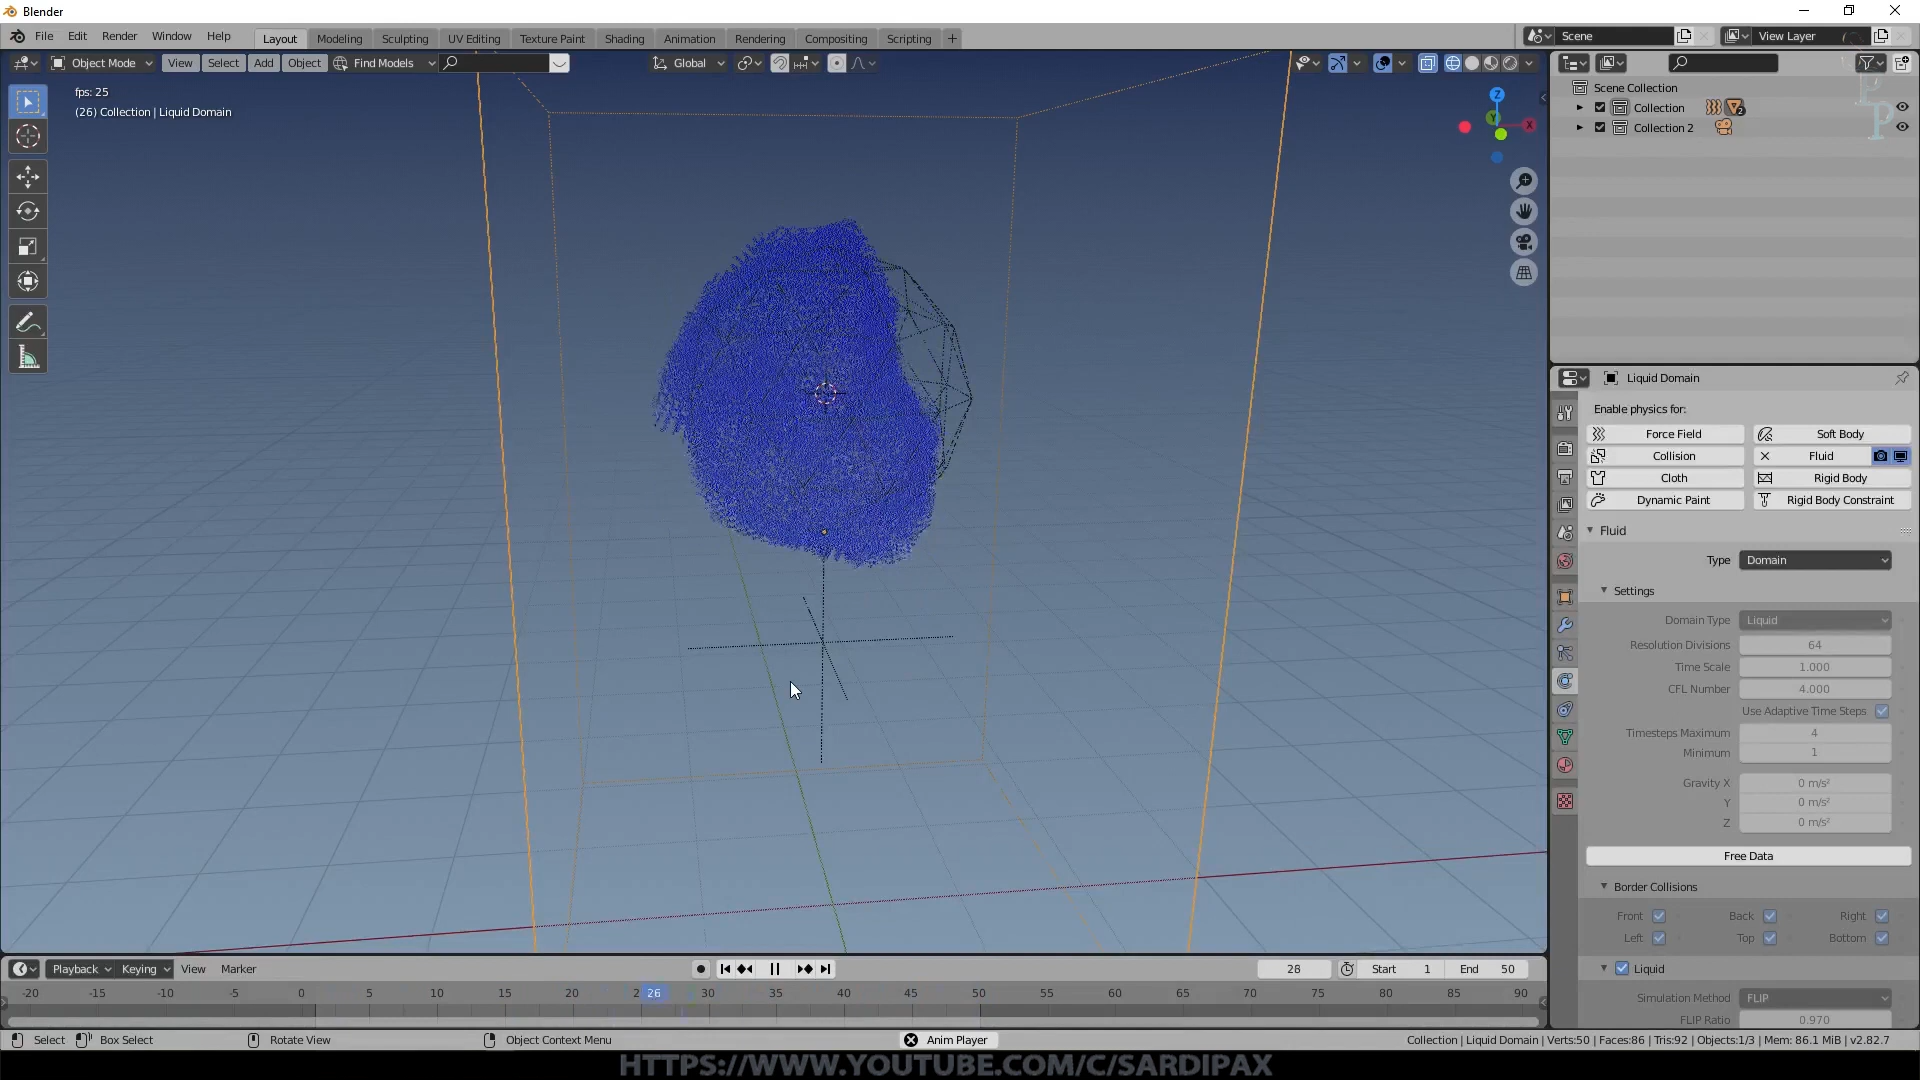 Blender
File Edit Render Window Help
Layout Modeling Sculpting UV Editing Texture Paint Shading Animation Rendering Compositing Scripting +
Scene
View Layer
Object Mode View Select Add Object Find Models
Global
fps: 25
(26) Collection | Liquid Domain
Z
Y
X
Scene Collection
Collection
2
Collection 2
P
P
Liquid Domain
Enable physics for:
Force Field
Soft Body
Collision
Fluid
Cloth
Rigid Body
Dynamic Paint
Rigid Body Constraint
Fluid
Type Domain
Settings
Domain Type Liquid
Resolution Divisions 64
Time Scale 1.000
CFL Number 4.000
Use Adaptive Time Steps
Timesteps Maximum 4
Minimum 1
Gravity X 0 m/s²
Y 0 m/s²
Z 0 m/s²
Free Data
Border Collisions
Front Back Right
Left Top Bottom
Liquid
Simulation Method FLIP
FLIP Ratio 0.970
Playback Keying View Marker
28 Start 1 End 50
-20 -15 -10 -5 0 5 10 15 20 2 26 30 35 40 45 50 55 60 65 70 75 80 85 90
Select Box Select Rotate View Object Context Menu Anim Player
Collection | Liquid Domain | Verts:50 | Faces:86 | Tris:92 | Objects:1/3 | Mem: 86.1 MiB | v2.82.7
HTTPS://WWW.YOUTUBE.COM/C/SARDIPAX